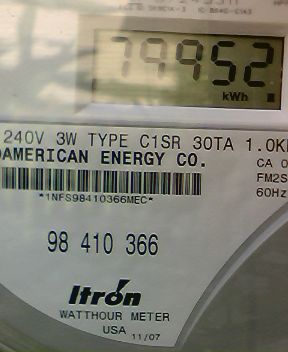 79952
kWh
240V 3W TYPE C1SR 30TA 1.0K
AMERICAN ENERGY CO.
CA 0
FM2S
60Hz
*1NFS98410366MEC*
98 410 366
Itron
WATTHOUR METER
USA 11/07